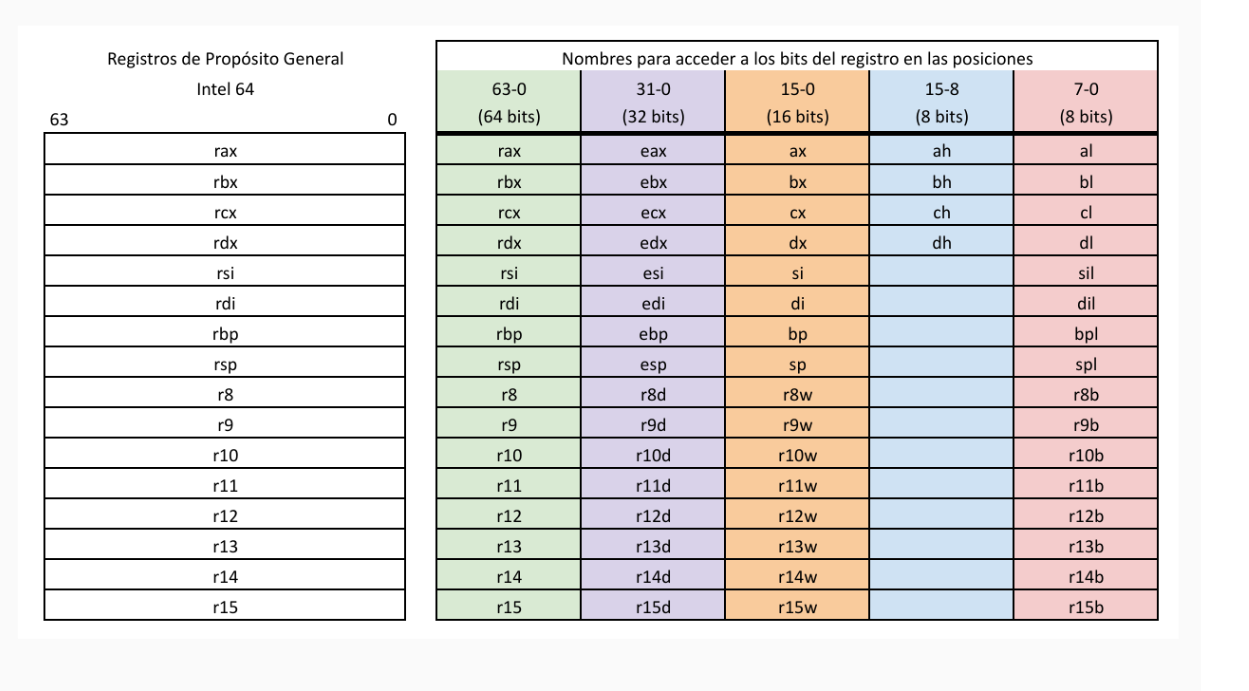 Registros de Propósito General
Intel 64
63 0
rax
rbx
rcx
rdx
rsi
rdi
rbp
rsp
r8
r9
r10
r11
r12
r13
r14
r15
Nombres para acceder a los bits del registro en las posiciones
63-0 31-0 15-0 15-8 7-0
(64 bits) (32 bits) (16 bits) (8 bits) (8 bits)
rax eax ax ah al
rbx ebx bx bh bl
rcx ecx cx ch cl
rdx edx dx dh dl
rsi esi si sil
rdi edi di dil
rbp ebp bp bpl
rsp esp sp spl
r8 r8d r8w r8b
r9 r9d r9w r9b
r10 r10d r10w r10b
r11 r11d r11w r11b
r12 r12d r12w r12b
r13 r13d r13w r13b
r14 r14d r14w r14b
r15 r15d r15w r15b